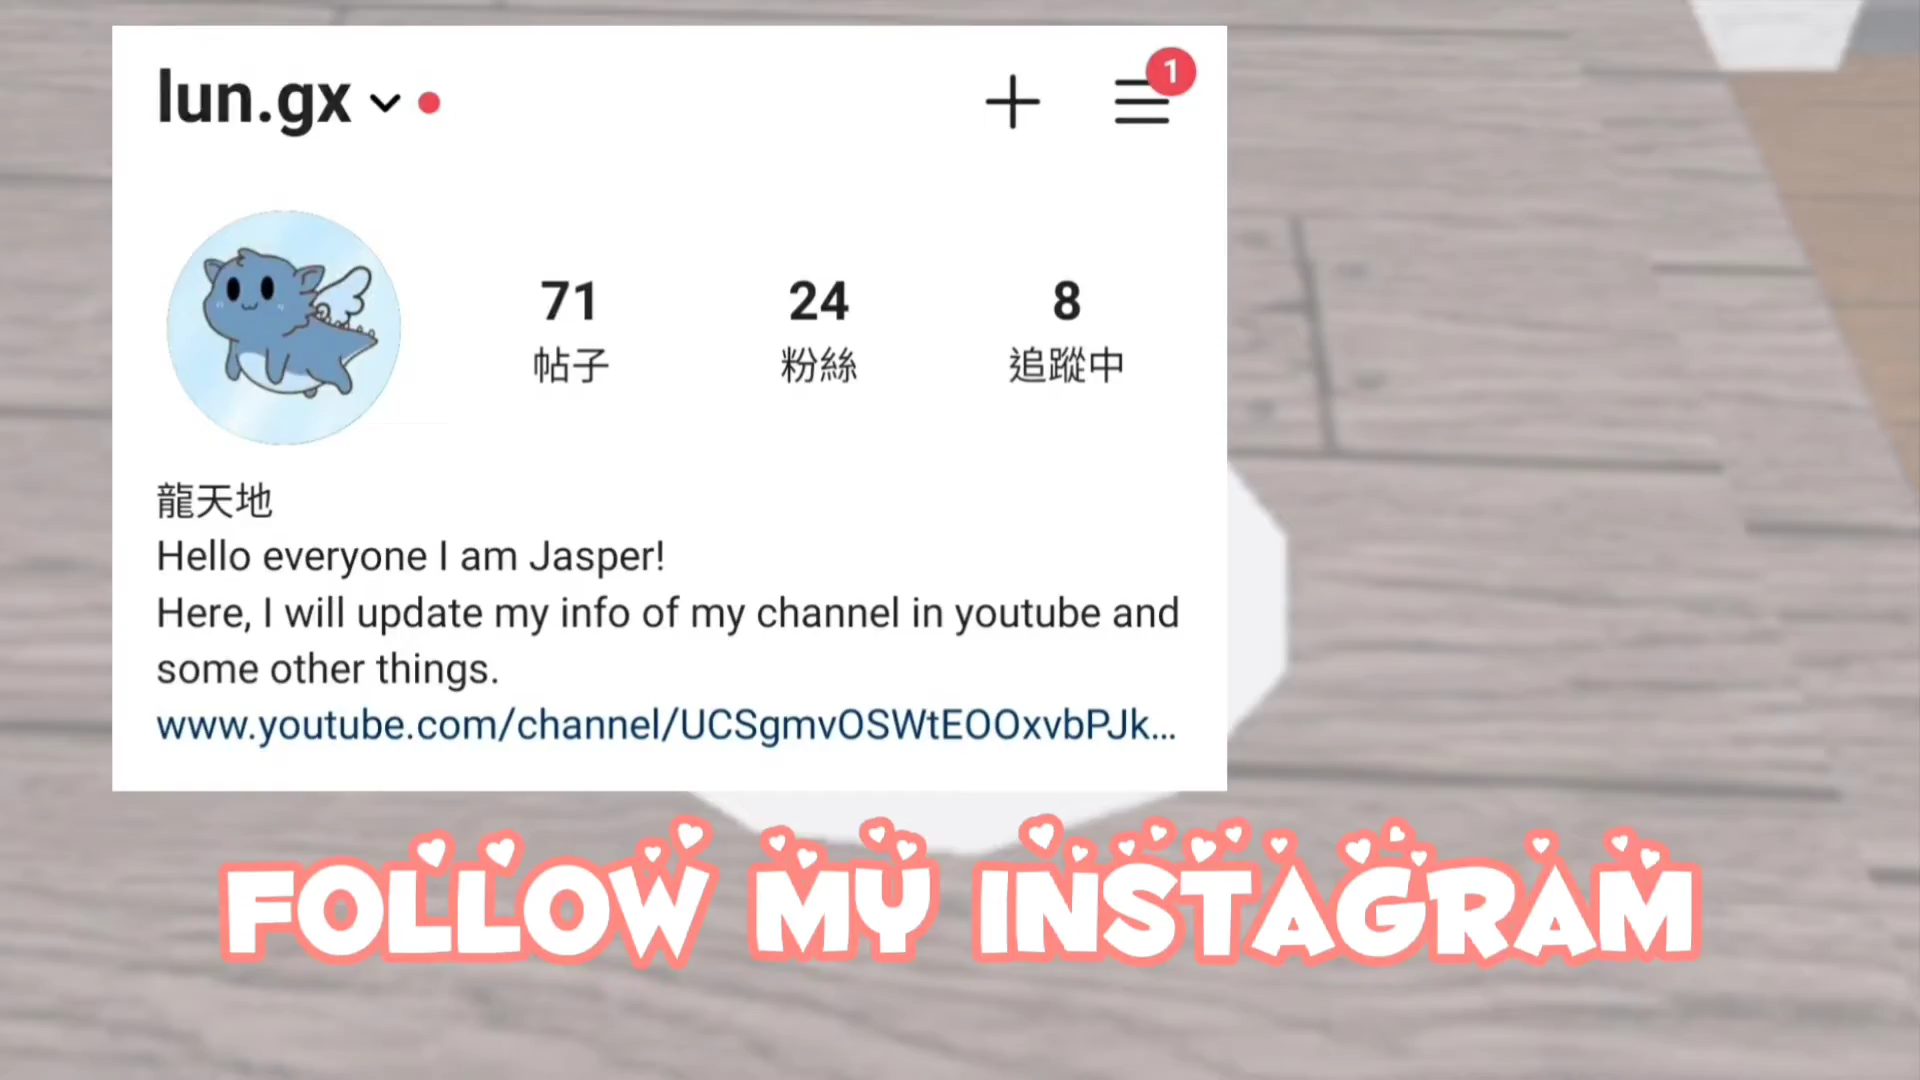 lun.gx
1
71
24
8
帖子
粉絲
追蹤中
龍天地
Hello everyone I am Jasper!
Here, I will update my info of my channel in youtube and
some other things.
www.youtube.com/channel/UCSgmvOSWtEOOxvbPJk...
FOLLOW MY INSTAGRAM